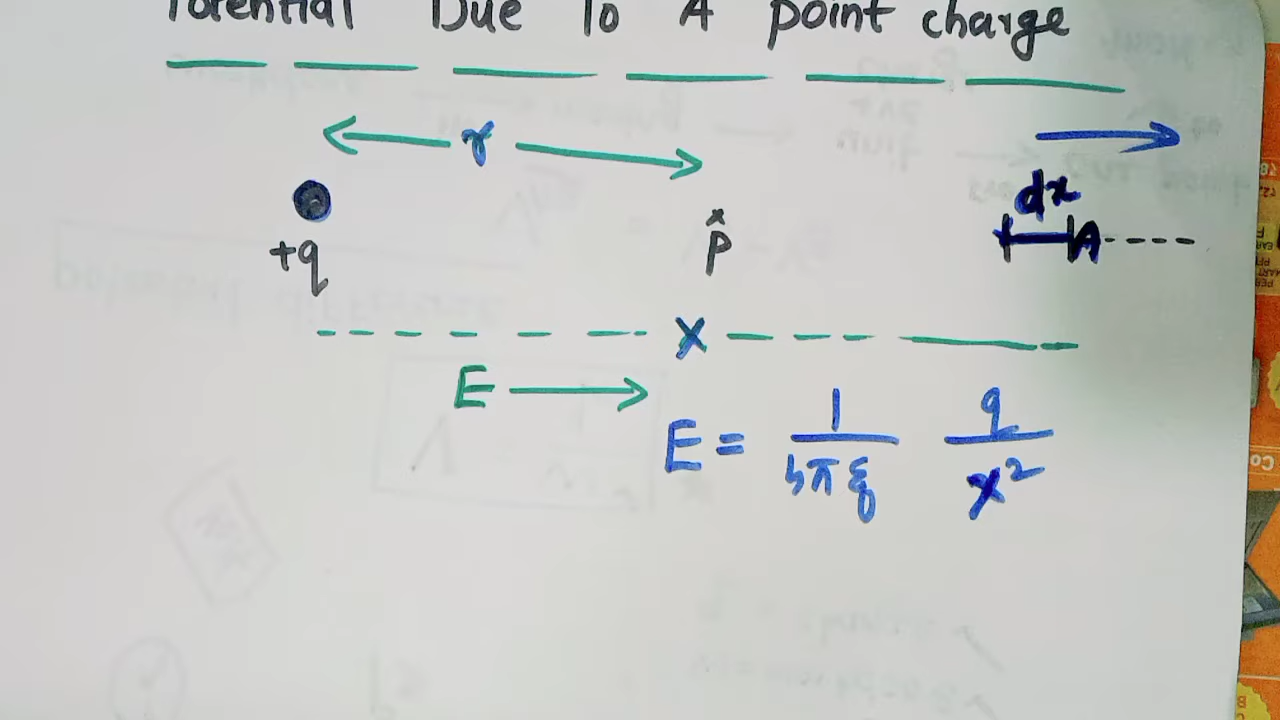 Potential Due To A point charge
r
dx
A
+q
P
X
E
E = 1/4πε₀ q/x²